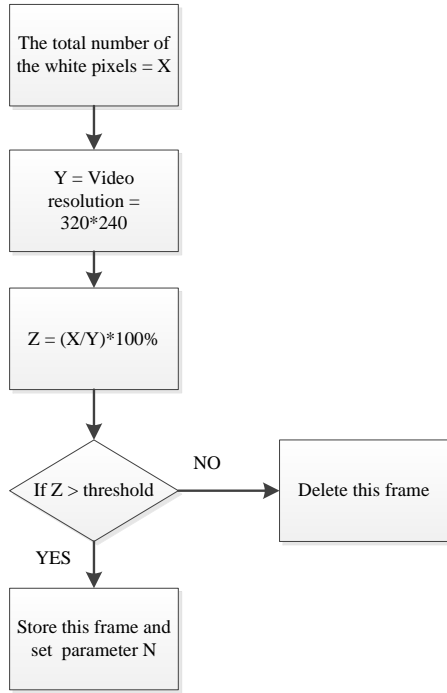 The total number of
the white pixels = X
Y = Video
resolution =
320*240
Z = (X/Y)*100%
If Z > threshold
NO
Delete this frame
YES
Store this frame and
set parameter N